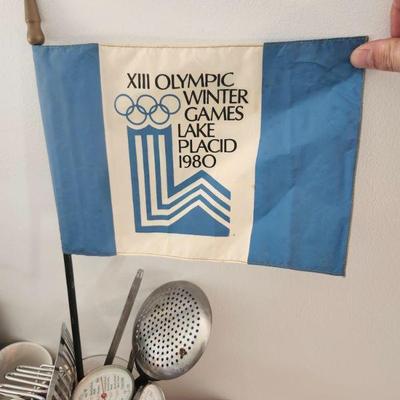 XIII OLYMPIC
WINTER
GAMES
LAKE
PLACID
1980